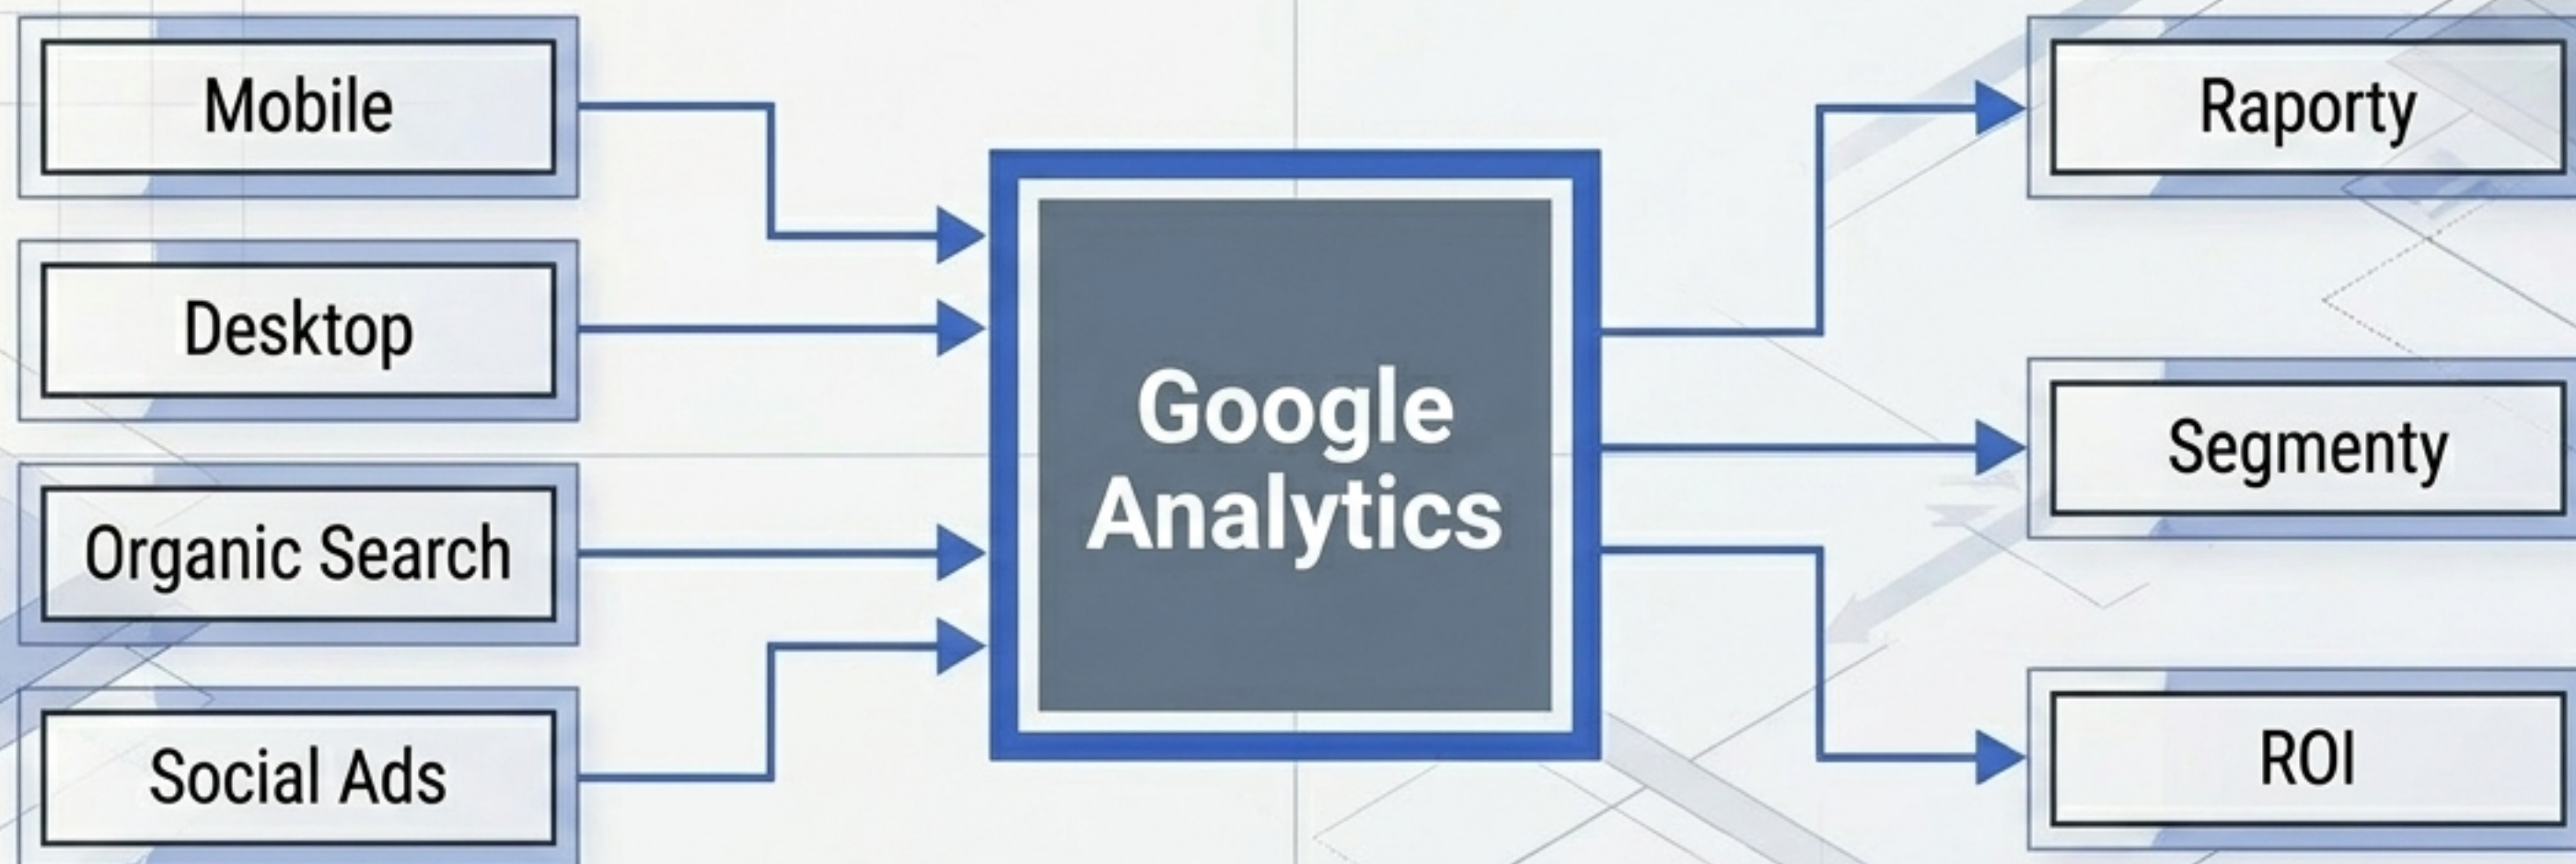 Mobile
Desktop
Organic Search
Social Ads
Google
Analytics
Raporty
Segmenty
ROI